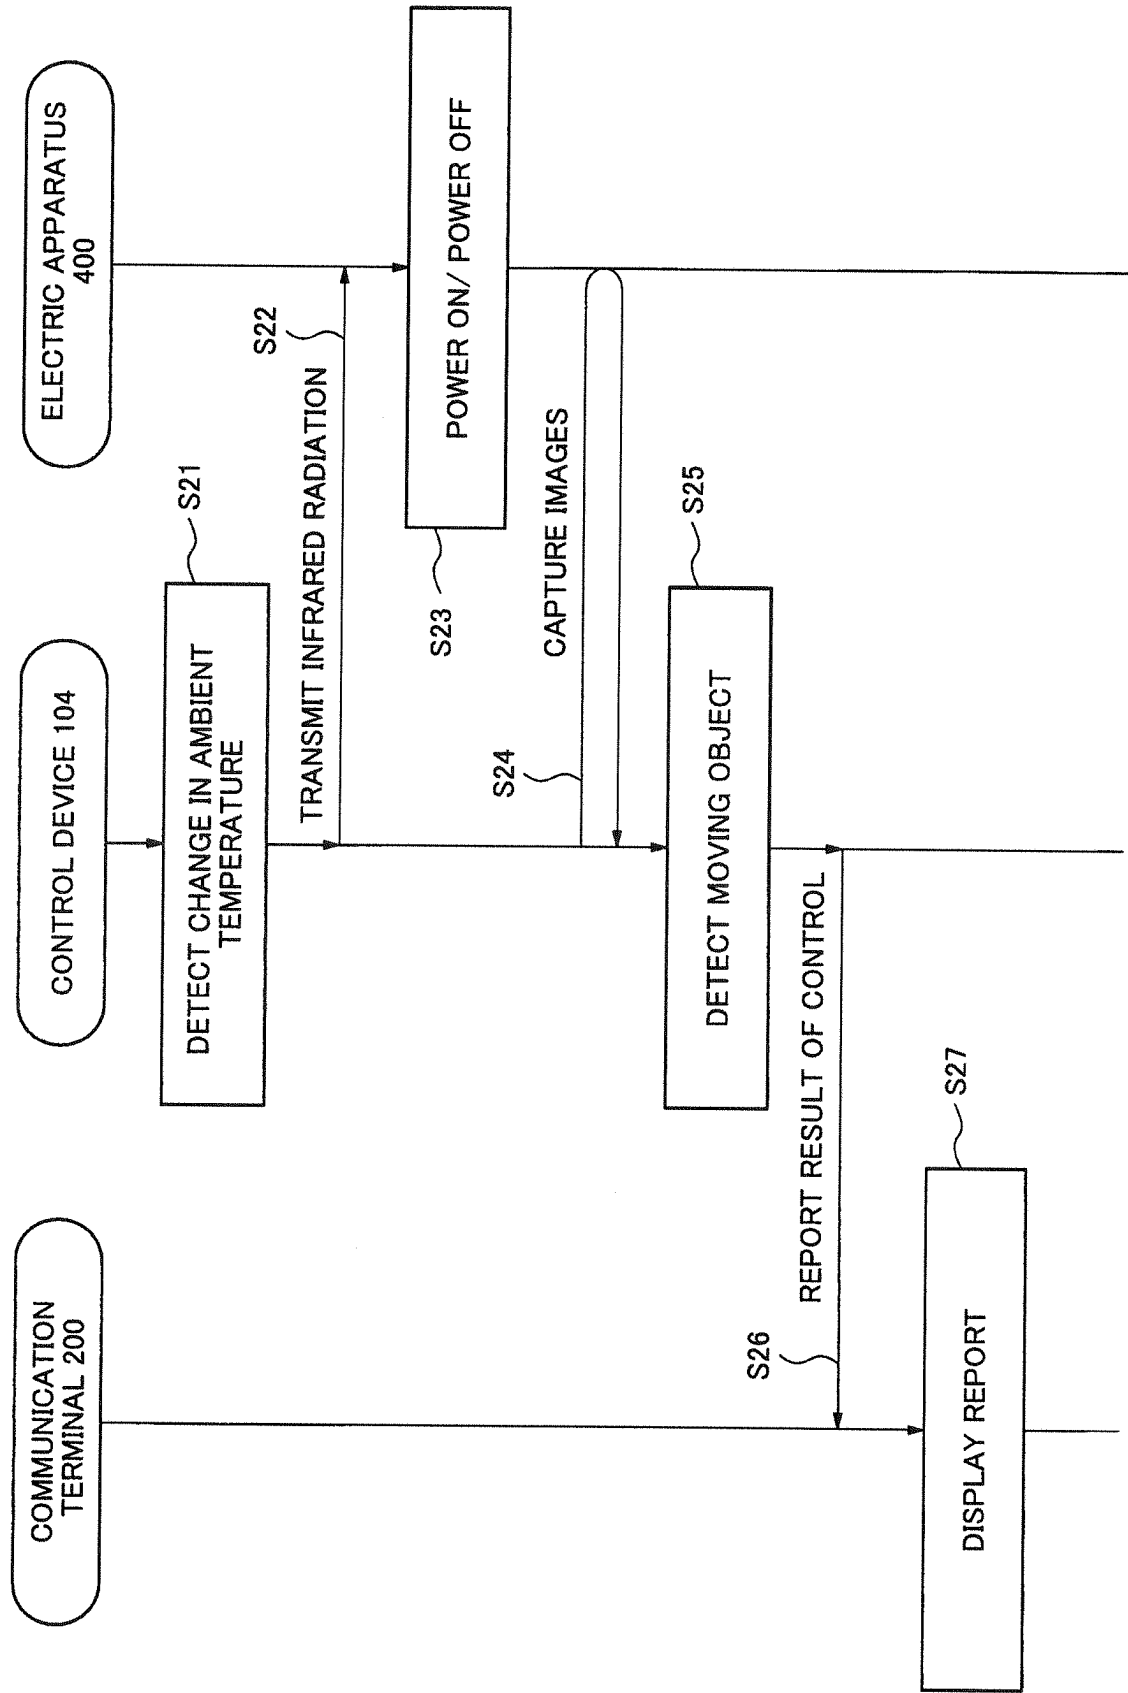 COMMUNICATION
TERMINAL 200
CONTROL DEVICE 104
ELECTRIC APPARATUS
400
DETECT CHANGE IN AMBIENT
TEMPERATURE
S21
TRANSMIT INFRARED RADIATION
S22
POWER ON/ POWER OFF
S23
S24
CAPTURE IMAGES
DETECT MOVING OBJECT
S25
S26
REPORT RESULT OF CONTROL
DISPLAY REPORT
S27